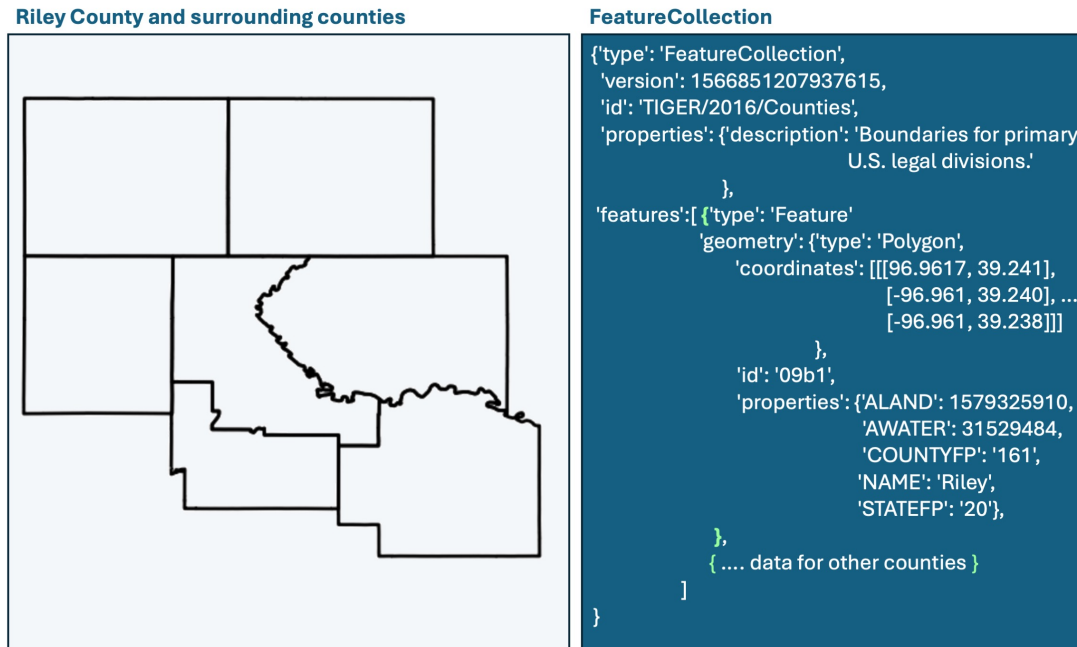 Riley County and surrounding counties
FeatureCollection
{'type': 'FeatureCollection',
'version': 1566851207937615,
'id': 'TIGER/2016/Counties',
'properties': {'description': 'Boundaries for primary
U.S. legal divisions.'
},
'features':[ {'type': 'Feature'
'geometry': {'type': 'Polygon',
'coordinates': [[[96.9617, 39.241],
[-96.961, 39.240], ...
[-96.961, 39.238]]]
},
'id': '09b1',
'properties': {'ALAND': 1579325910,
'AWATER': 31529484,
'COUNTYFP': '161',
'NAME': 'Riley',
'STATEFP': '20'},
},
{ .... data for other counties }
]
}